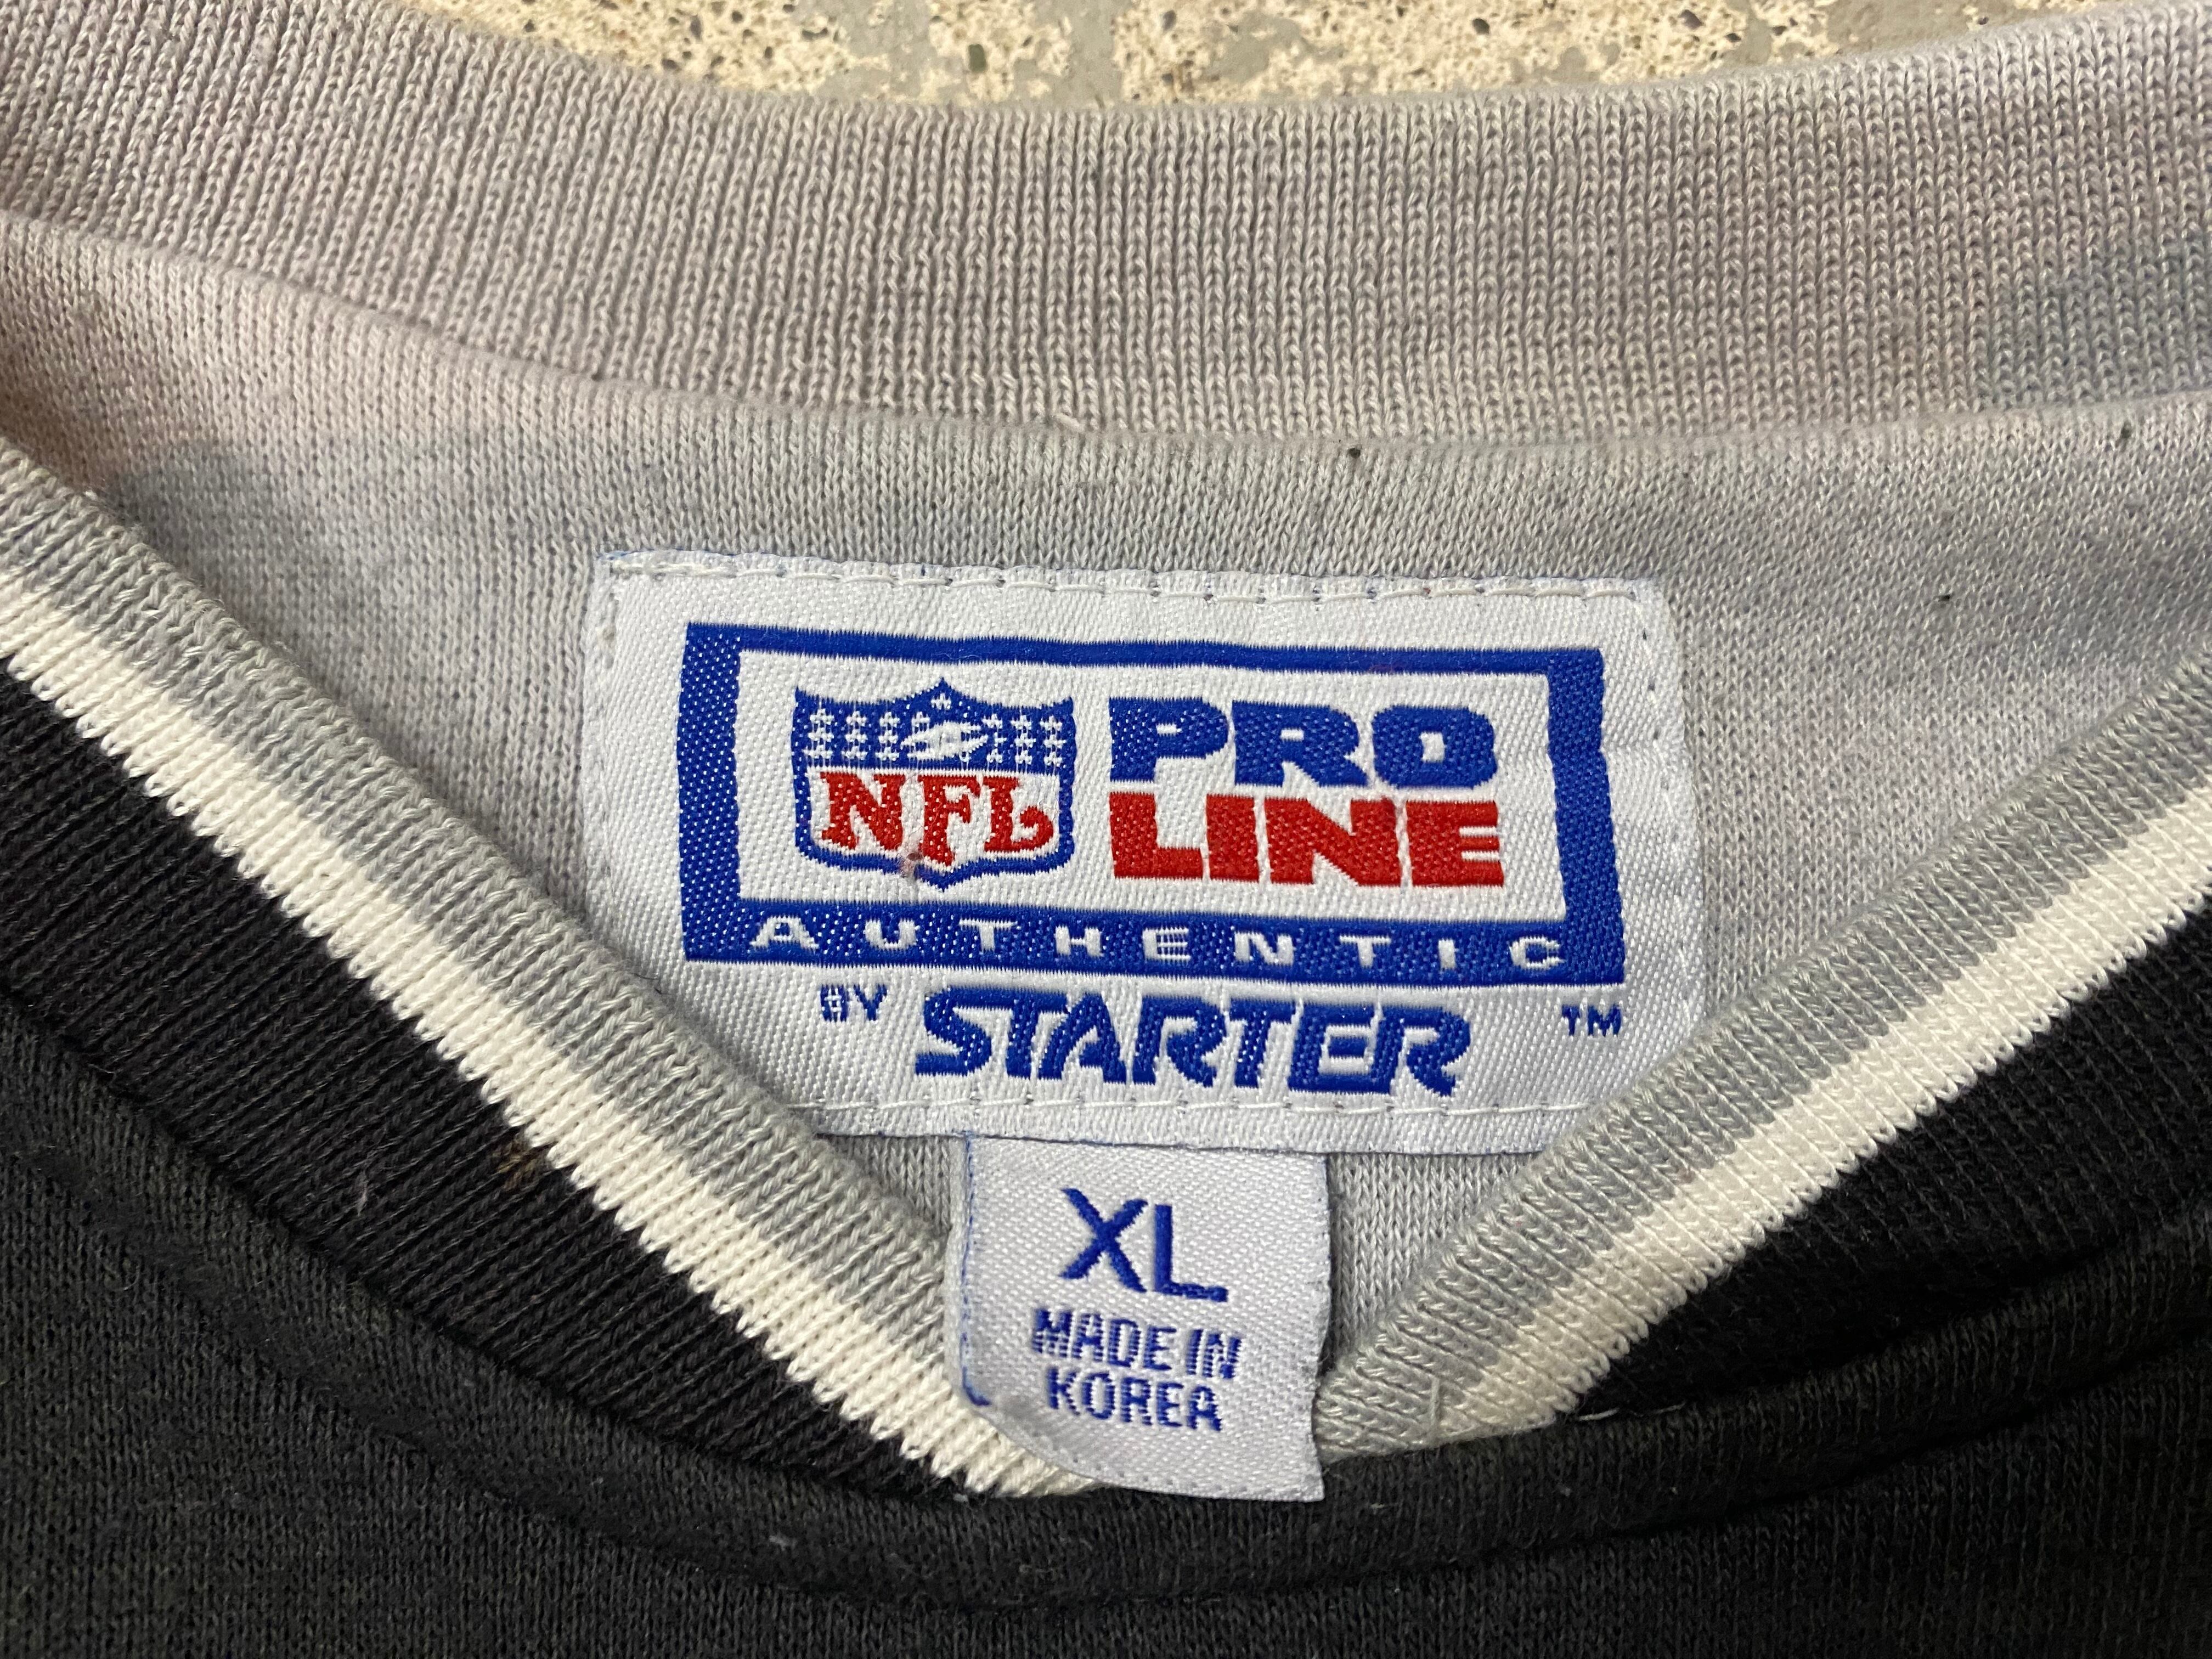 NFL PRO
LINE
AUTHENTIC
BY STARTER TM
XL
MADE IN
KOREA